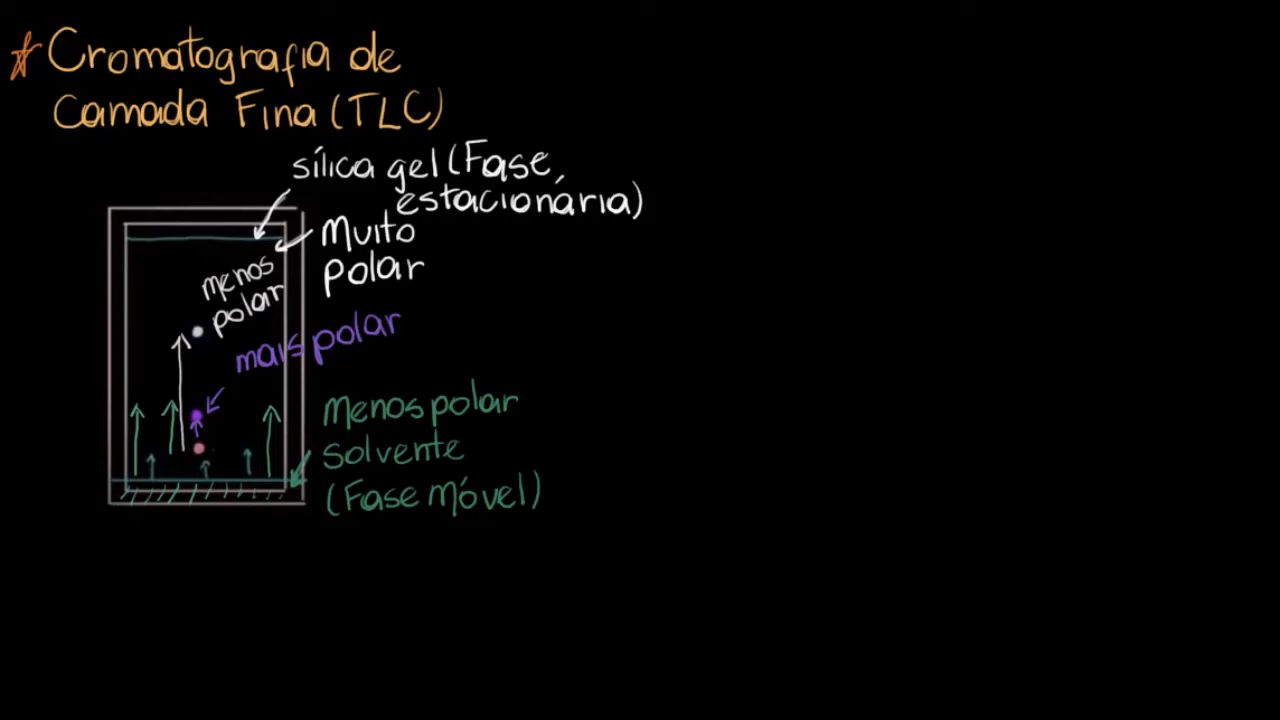 Cromatografia de
Camada Fina (TLC)
sílica gel (Fase
estacionária)
Muito
polar
menos
polar
mais polar
Menos polar
solvente
(Fase móvel)